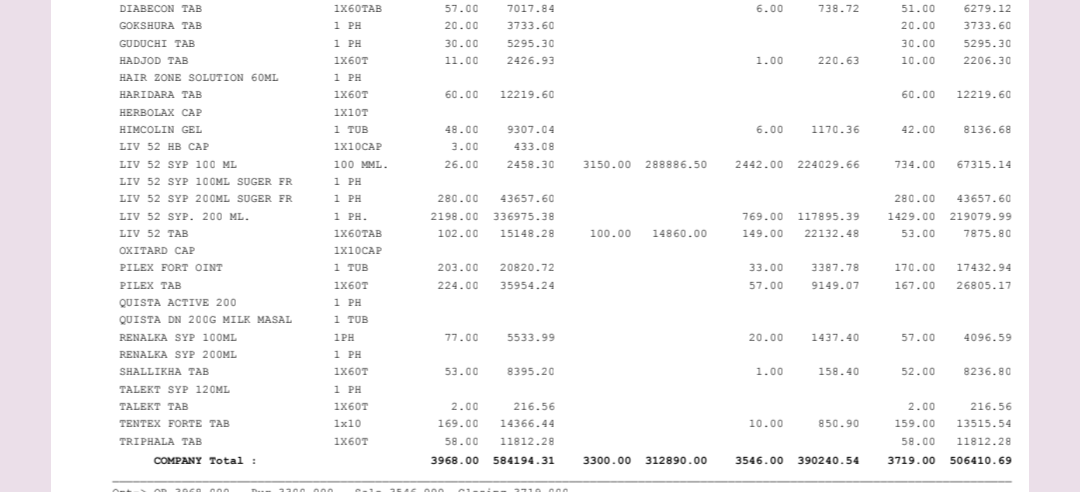 DIABECON TAB 1X60TAB 57.00 7017.84 6.00 738.72 51.00 6279.12
GOKSHURA TAB 1 PH 20.00 3733.60 20.00 3733.60
GUDUCHI TAB 1 PH 30.00 5295.30 30.00 5295.30
HADJOD TAB 1X60T 11.00 2426.93 1.00 220.63 10.00 2206.30
HAIR ZONE SOLUTION 60ML 1 PH
HARIDARA TAB 1X60T 60.00 12219.60 60.00 12219.60
HERBOLAX CAP 1X10T
HIMCOLIN GEL 1 TUB 48.00 9307.04 6.00 1170.36 42.00 8136.68
LIV 52 HB CAP 1X10CAP 3.00 433.08
LIV 52 SYP 100 ML 100 MML. 26.00 2458.30 3150.00 288886.50 2442.00 224029.66 734.00 67315.14
LIV 52 SYP 100ML SUGER FR 1 PH
LIV 52 SYP 200ML SUGER FR 1 PH 280.00 43657.60 280.00 43657.60
LIV 52 SYP. 200 ML. 1 PH. 2198.00 336975.38 769.00 117895.39 1429.00 219079.99
LIV 52 TAB 1X60TAB 102.00 15148.28 100.00 14860.00 149.00 22132.48 53.00 7875.80
OXITARD CAP 1X10CAP
PILEX FORT OINT 1 TUB 203.00 20820.72 33.00 3387.78 170.00 17432.94
PILEX TAB 1X60T 224.00 35954.24 57.00 9149.07 167.00 26805.17
QUISTA ACTIVE 200 1 PH
QUISTA DN 200G MILK MASAL 1 TUB
RENALKA SYP 100ML 1PH 77.00 5533.99 20.00 1437.40 57.00 4096.59
RENALKA SYP 200ML 1 PH
SHALLIKHA TAB 1X60T 53.00 8395.20 1.00 158.40 52.00 8236.80
TALEKT SYP 120ML 1 PH
TALEKT TAB 1X60T 2.00 216.56 2.00 216.56
TENTEX FORTE TAB 1x10 169.00 14366.44 10.00 850.90 159.00 13515.54
TRIPHALA TAB 1X60T 58.00 11812.28 58.00 11812.28
COMPANY Total : 3968.00 584194.31 3300.00 312890.00 3546.00 390240.54 3719.00 506410.69